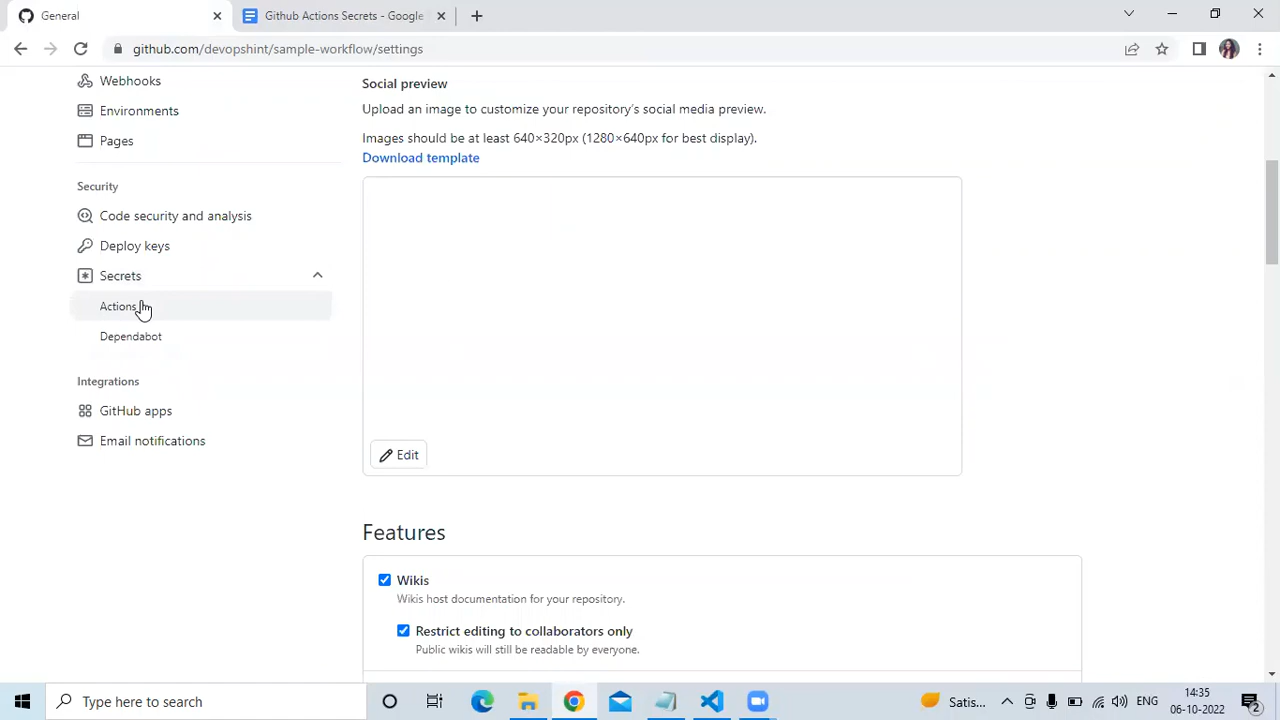 General
Github Actions Secrets - Google
github.com/devopshint/sample-workflow/settings
Webhooks
Environments
Pages
Security
Code security and analysis
Deploy keys
Secrets
Actions
Dependabot
Integrations
GitHub apps
Email notifications
Social preview
Upload an image to customize your repository's social media preview.
Images should be at least 640×320px (1280×640px for best display).
Download template
Edit
Features
Wikis
Wikis host documentation for your repository.
Restrict editing to collaborators only
Public wikis will still be readable by everyone.
Type here to search
Satis...
ENG
14:35
06-10-2022
2